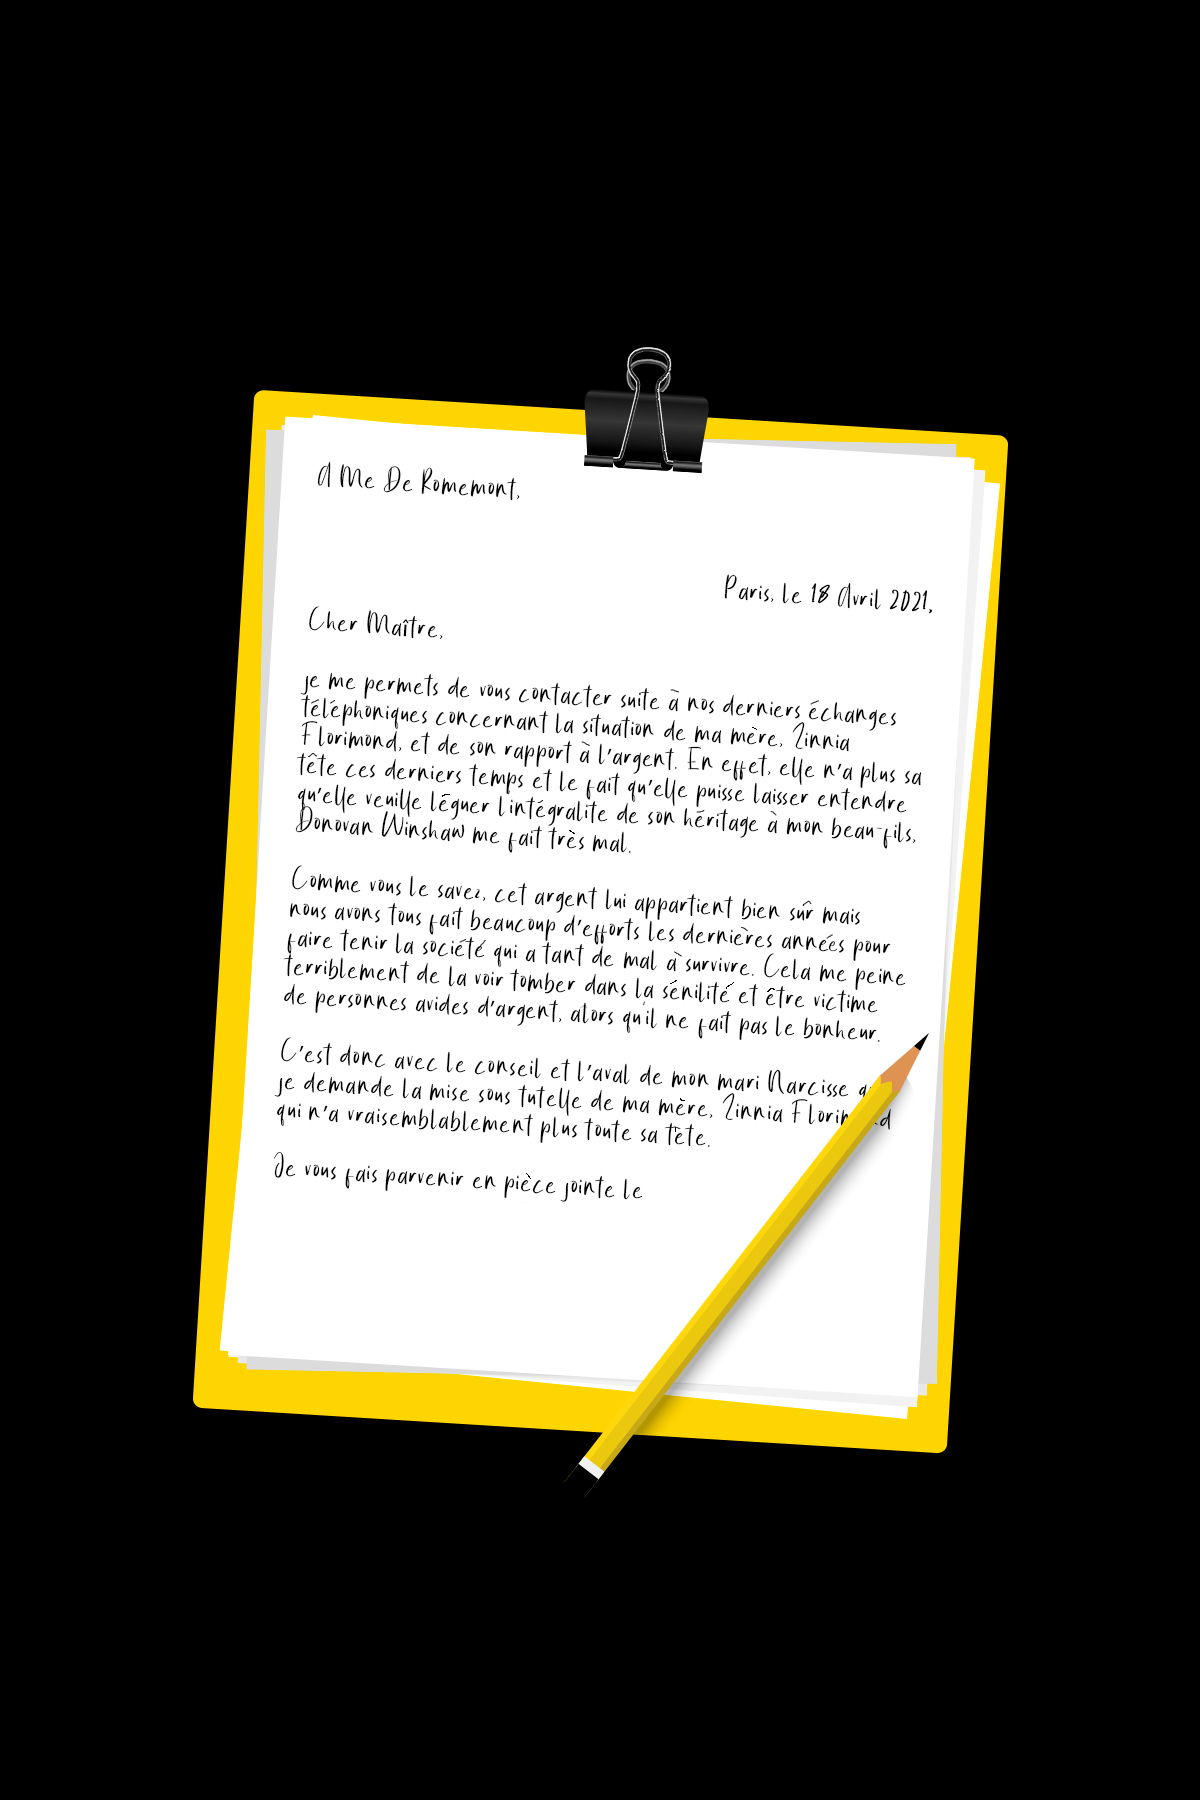 A Me De Romemont,
Paris, le 18 Avril 2021,
Cher Maître,
je me permets de vous contacter suite à nos derniers échanges
téléphoniques concernant la situation de ma mère, Zinnia
Florimond, et de son rapport à l'argent. En effet, elle n'a plus sa
tête ces derniers temps et le fait qu'elle puisse laisser entendre
qu'elle veuille léguer l'intégralité de son héritage à mon beau-fils,
Donovan Winshaw me fait très mal.
Comme vous le savez, cet argent lui appartient bien sûr mais
nous avons tous fait beaucoup d'efforts les dernières années pour
faire tenir la société qui a tant de mal à survivre. Cela me peine
terriblement de la voir tomber dans la sénilité et être victime
de personnes avides d'argent, alors qu'il ne fait pas le bonheur.
C'est donc avec le conseil et l'aval de mon mari Narcisse
je demande la mise sous tutelle de ma mère, Zinnia
qui n'a vraisemblablement plus toute sa tête.
Je vous fais parvenir en pièce jointe le